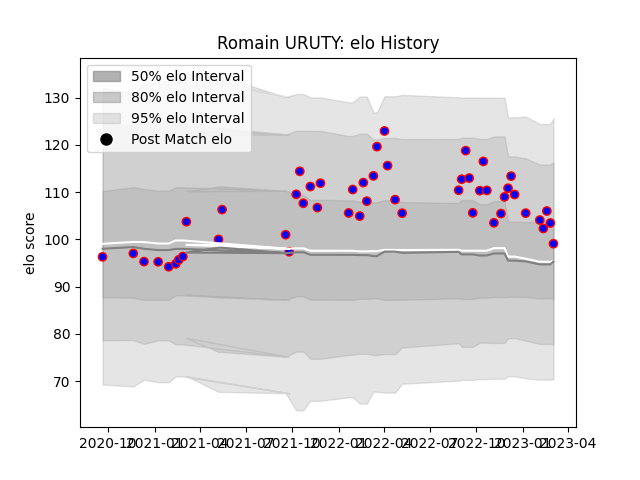 Romain URUTY: elo History
50% elo Interval
80% elo Interval
95% elo Interval
Post Match elo
elo score
130
120
110
100
90
80
70
2020-10 2021-01 2021-04 2021-07 2021-10 2022-01 2022-04 2022-07 2022-10 2023-01 2023-04